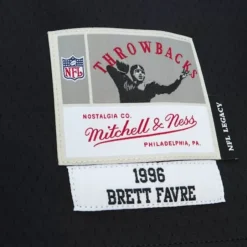 THROWBACKS
NFL
NOSTALGIA CO.
Mitchell & Ness
PHILADELPHIA, PA.
NFL LEGACY
1996
BRETT FAVRE